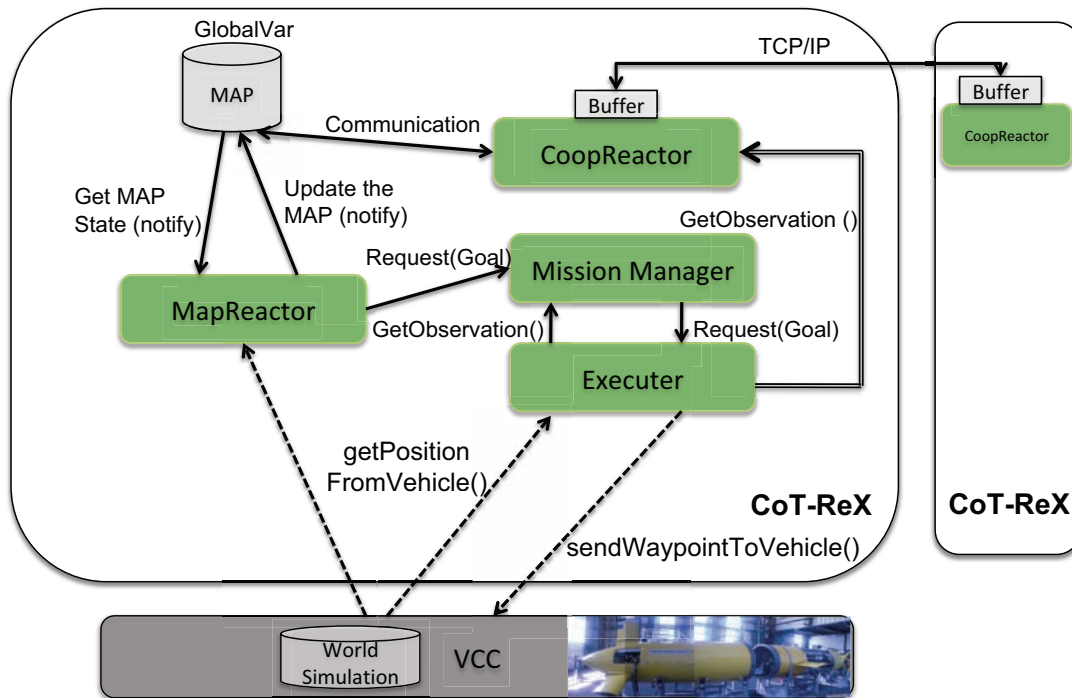 GlobalVar
MAP
TCP/IP
Buffer
Buffer
CoopReactor
CoopReactor
Communication
Get MAP
State (notify)
Update the
MAP (notify)
GetObservation ()
Request(Goal)
Mission Manager
MapReactor
GetObservation()
Request(Goal)
Executer
getPosition
FromVehicle()
CoT-ReX
CoT-ReX
sendWaypointToVehicle()
World
Simulation
VCC